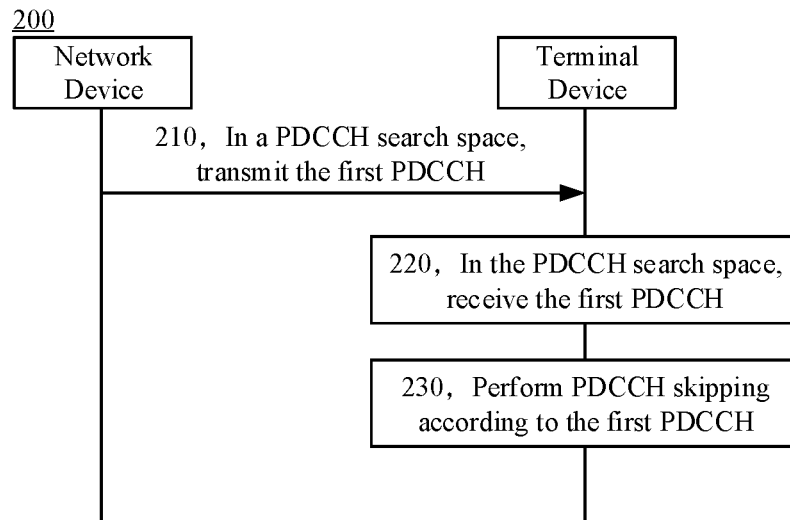 200
Network
Device
Terminal
Device
210, In a PDCCH search space,
transmit the first PDCCH
220, In the PDCCH search space,
receive the first PDCCH
230, Perform PDCCH skipping
according to the first PDCCH